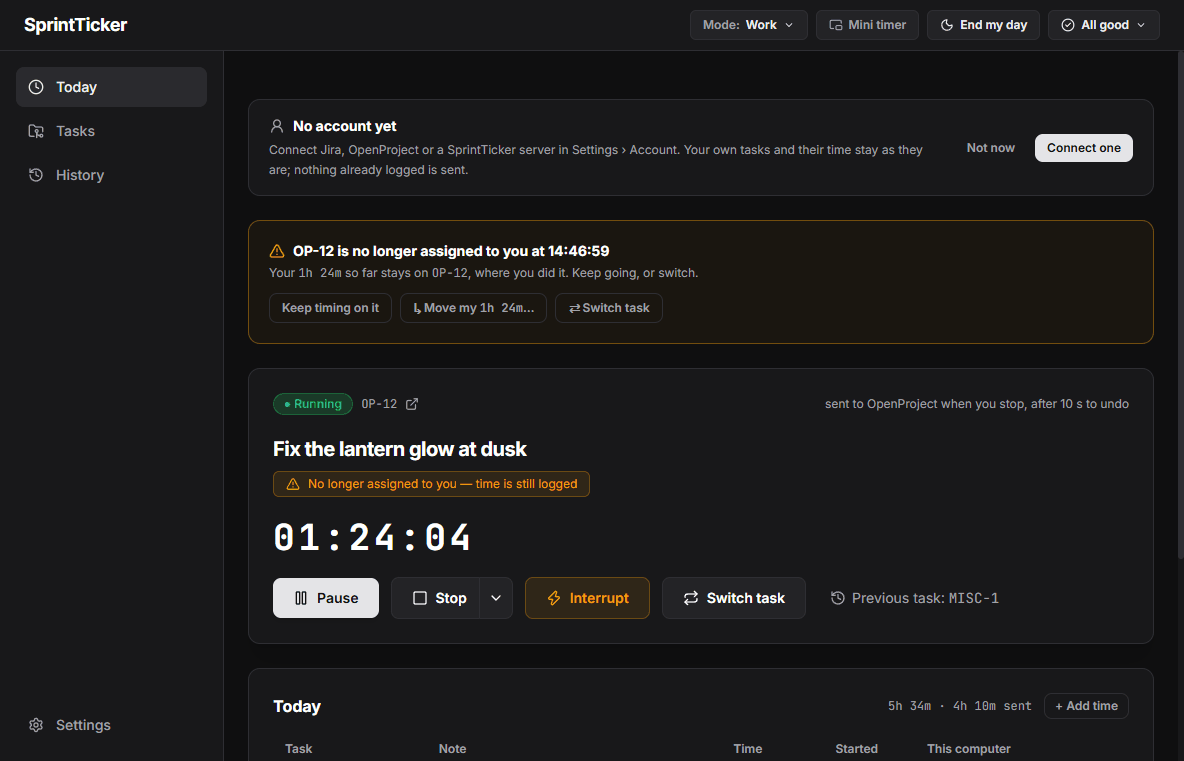 SprintTicker
Mode: Work
Mini timer
End my day
All good
Today
Tasks
History
Settings
No account yet
Connect Jira, OpenProject or a SprintTicker server in Settings › Account. Your own tasks and their time stay as they
are; nothing already logged is sent.
Not now
Connect one
OP-12 is no longer assigned to you at 14:46:59
Your 1h 24m so far stays on OP-12, where you did it. Keep going, or switch.
Keep timing on it
Move my 1h 24m…
Switch task
Running
OP-12
sent to OpenProject when you stop, after 10 s to undo
Fix the lantern glow at dusk
No longer assigned to you — time is still logged
01:24:04
Pause
Stop
Interrupt
Switch task
Previous task: MISC-1
Today
5h 34m · 4h 10m sent
+ Add time
Task Note Time Started This computer